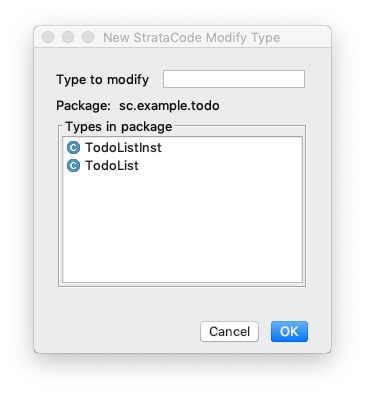 New StrataCode Modify Type
Type to modify
Package: sc.example.todo
Types in package
C TodoListInst
C TodoList
Cancel OK